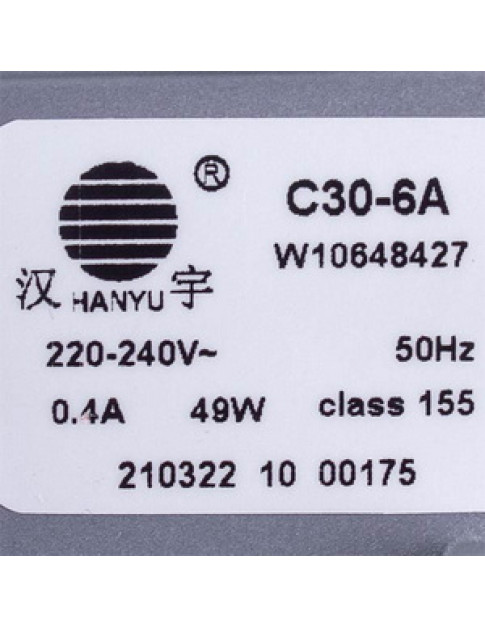 ®
C30-6A
W10648427
汉 HANYU 宇
220-240V~ 50Hz
0.4A 49W class 155
210322 10 00175